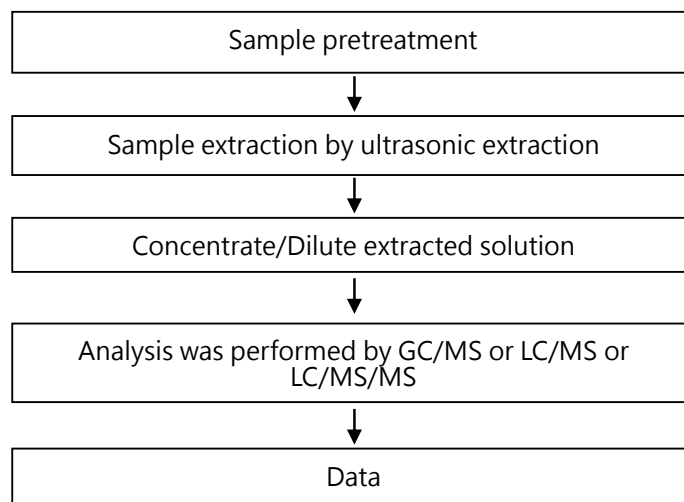 Sample pretreatment
Sample extraction by ultrasonic extraction
Concentrate/Dilute extracted solution
Analysis was performed by GC/MS or LC/MS or
LC/MS/MS
Data